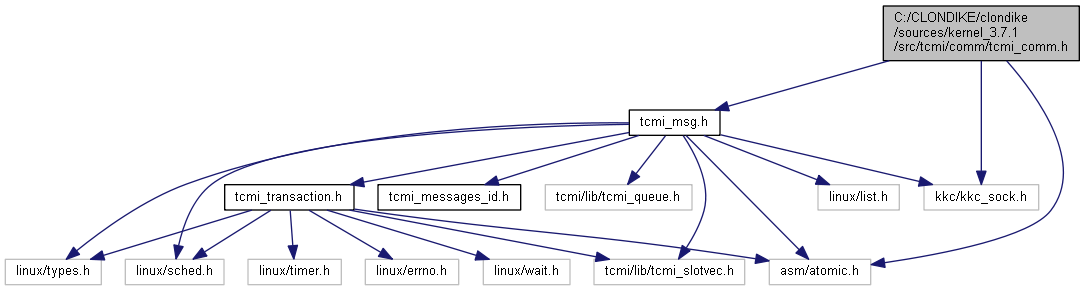 C:/CLONDIKE/clondike
/sources/kernel_3.7.1
/src/tcmi/comm/tcmi_comm.h
tcmi_msg.h
tcmi_transaction.h
tcmi_messages_id.h
tcmi/lib/tcmi_queue.h
linux/list.h
kkc/kkc_sock.h
linux/types.h
linux/sched.h
linux/timer.h
linux/errno.h
linux/wait.h
tcmi/lib/tcmi_slotvec.h
asm/atomic.h